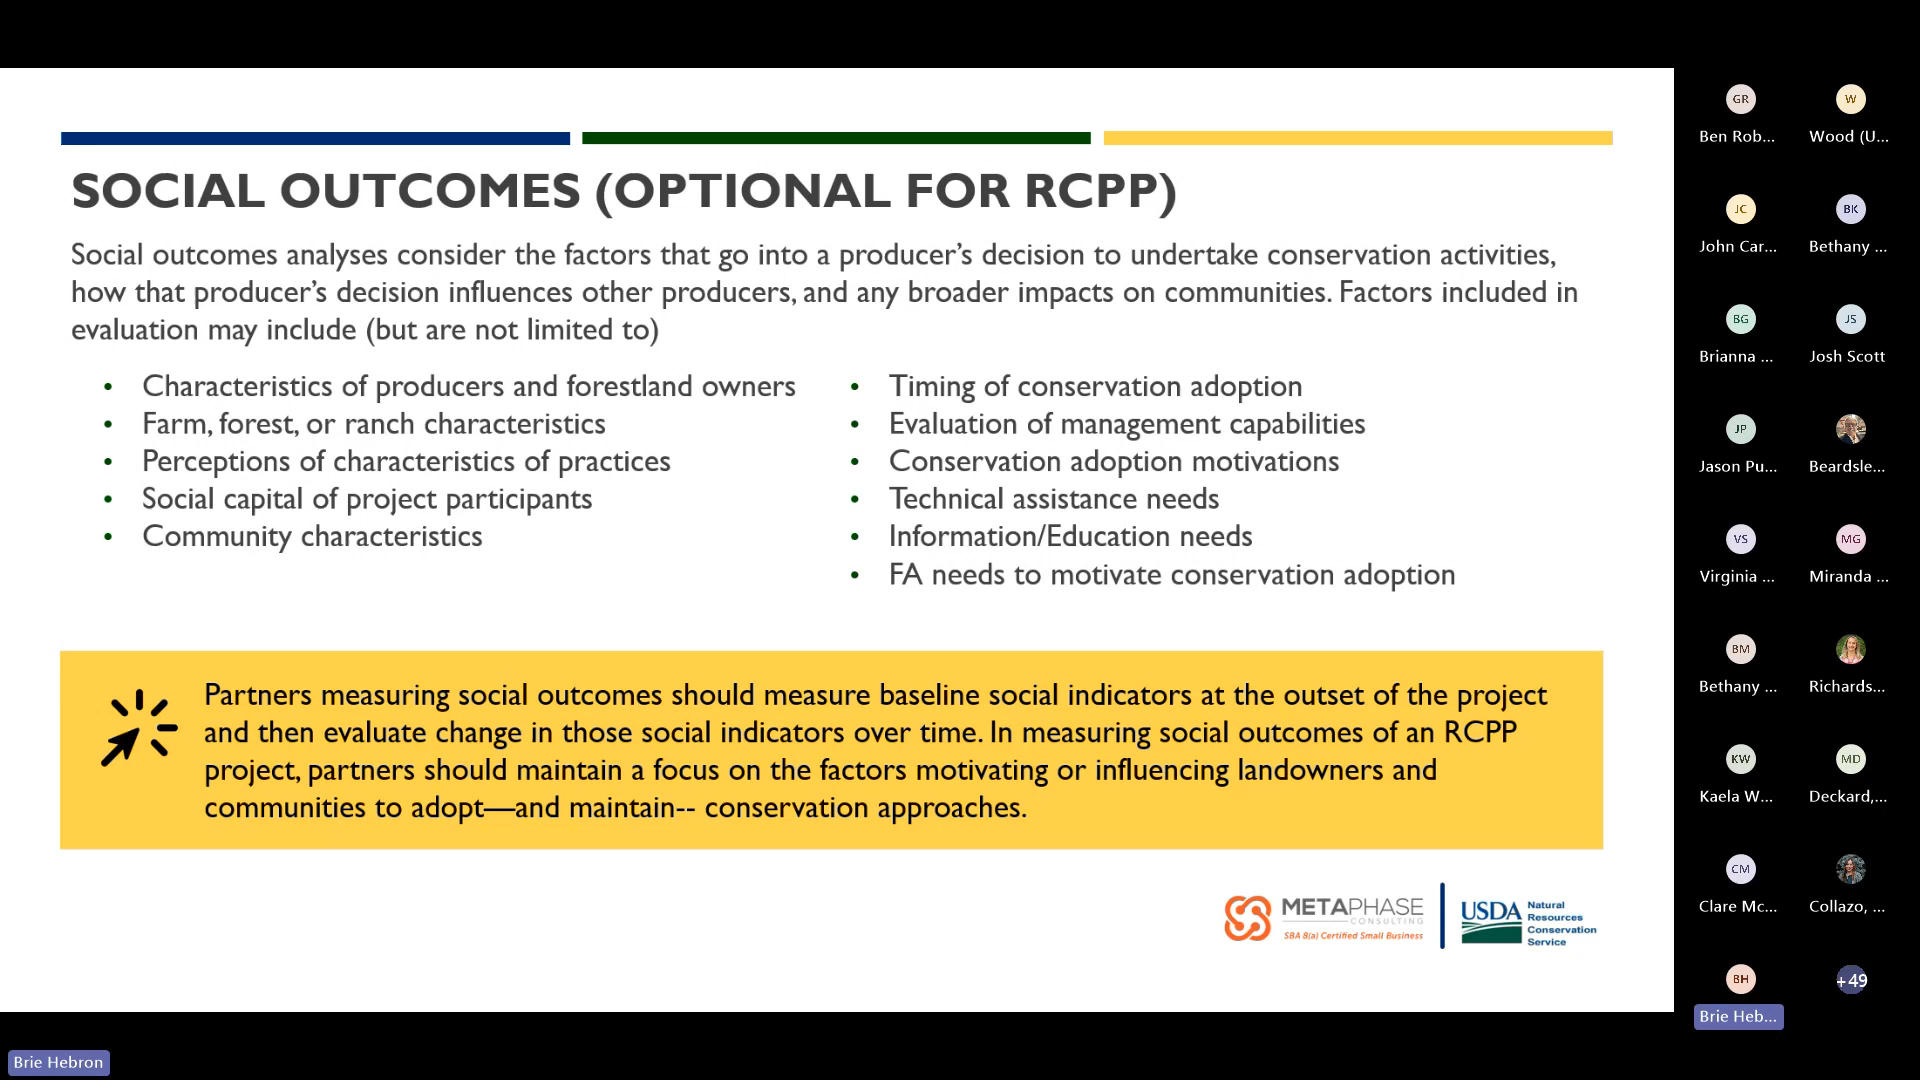 SOCIAL OUTCOMES (OPTIONAL FOR RCPP)
Social outcomes analyses consider the factors that go into a producer’s decision to undertake conservation activities,
how that producer’s decision influences other producers, and any broader impacts on communities. Factors included in
evaluation may include (but are not limited to)
• Characteristics of producers and forestland owners
• Farm, forest, or ranch characteristics
• Perceptions of characteristics of practices
• Social capital of project participants
• Community characteristics
• Timing of conservation adoption
• Evaluation of management capabilities
• Conservation adoption motivations
• Technical assistance needs
• Information/Education needs
• FA needs to motivate conservation adoption
Partners measuring social outcomes should measure baseline social indicators at the outset of the project
and then evaluate change in those social indicators over time. In measuring social outcomes of an RCPP
project, partners should maintain a focus on the factors motivating or influencing landowners and
communities to adopt—and maintain-- conservation approaches.
METAPHASE
CONSULTING
SBA 8(a) Certified Small Business
USDA
Natural
Resources
Conservation
Service
GR
Ben Rob...
W
Wood (U...
JC
John Car...
BK
Bethany ...
BG
Brianna ...
JS
Josh Scott
JP
Jason Pu...
Beardsle...
VS
Virginia ...
MG
Miranda ...
BM
Bethany ...
Richards...
KW
Kaela W...
MD
Deckard,...
CM
Clare Mc...
Collazo, ...
BH
Brie Heb...
+49
Brie Hebron